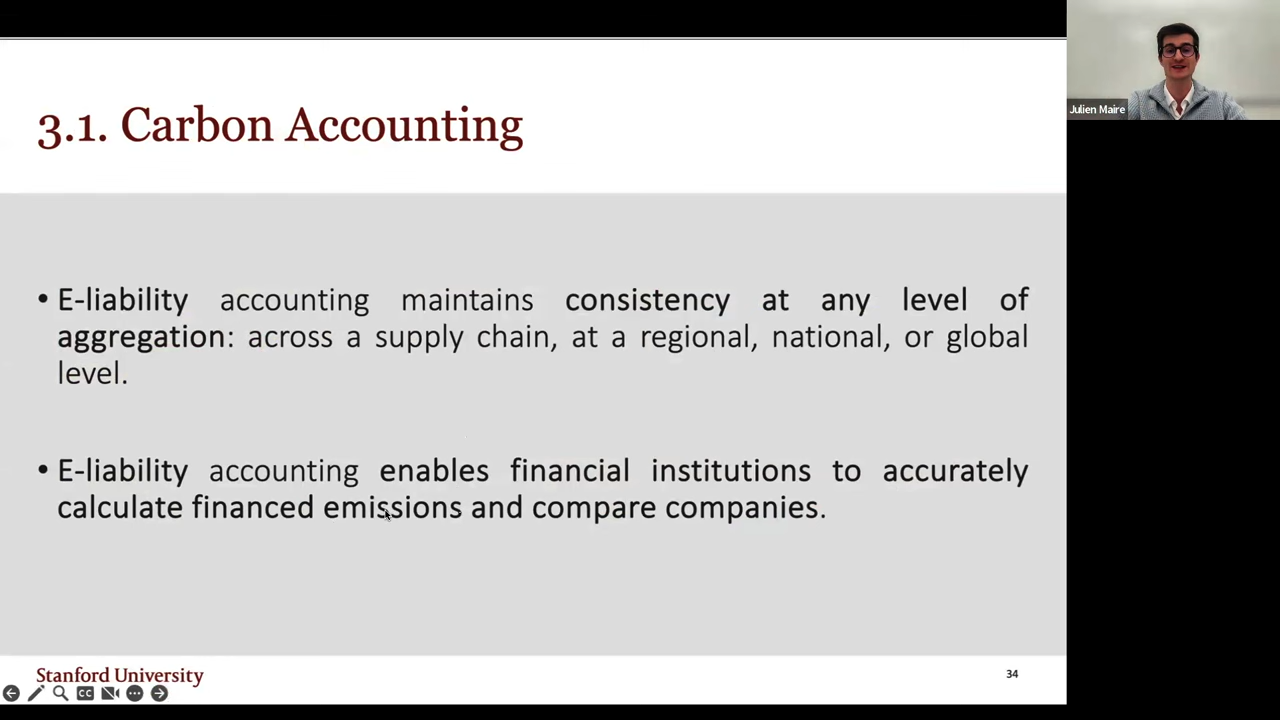 3.1. Carbon Accounting
Julien Maire
• E-liability accounting maintains consistency at any level of
aggregation: across a supply chain, at a regional, national, or global
level.
• E-liability accounting enables financial institutions to accurately
calculate financed emissions and compare companies.
Stanford University
34
CC